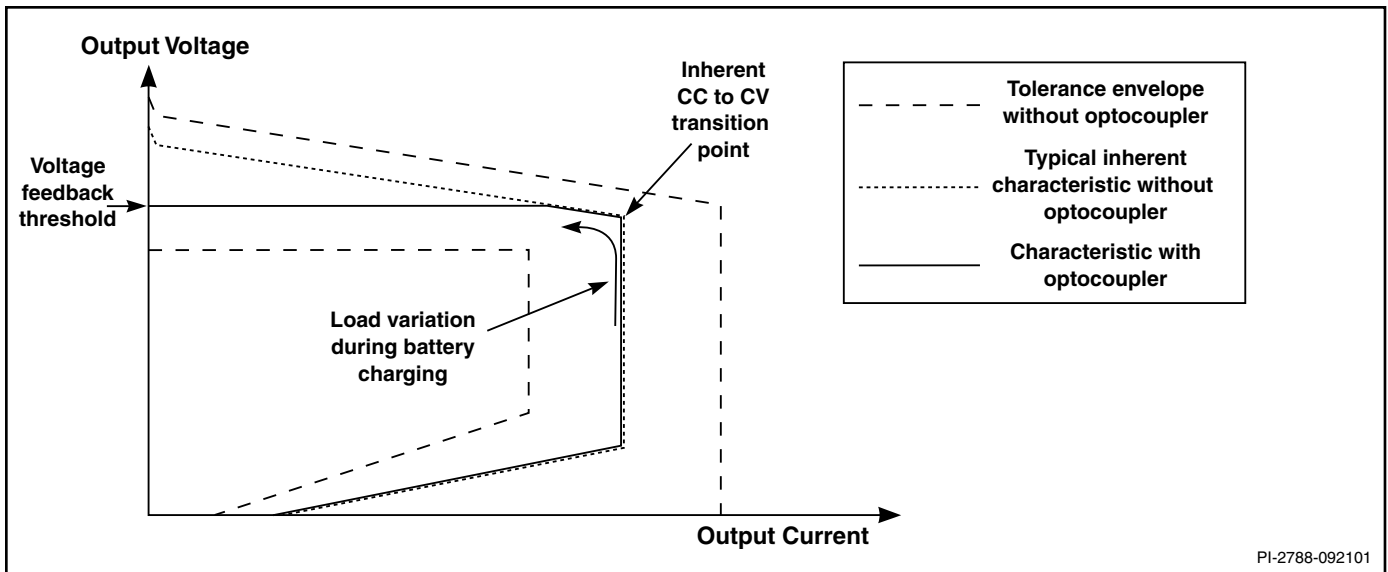 Output Voltage
Inherent
CC to CV
transition
point
Tolerance envelope
without optocoupler
Typical inherent
characteristic without
optocoupler
Characteristic with
optocoupler
Voltage
feedback
threshold
Load variation
during battery
charging
Output Current
PI-2788-092101